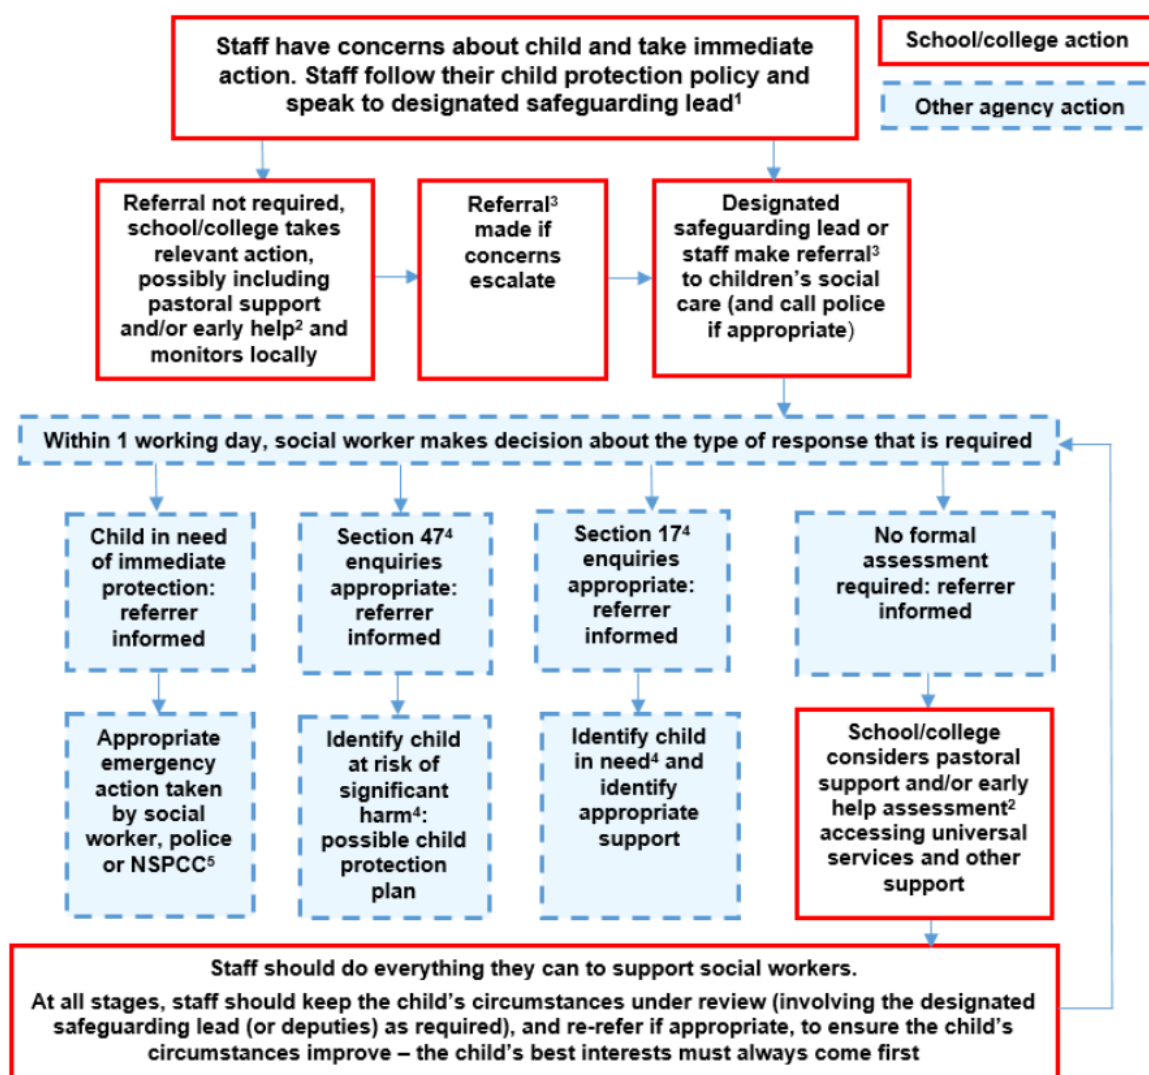 Staff have concerns about child and take immediate
action. Staff follow their child protection policy and
speak to designated safeguarding lead¹
School/college action
Other agency action
Referral not required,
school/college takes
relevant action,
possibly including
pastoral support
and/or early help² and
monitors locally
Referral³
made if
concerns
escalate
Designated
safeguarding lead or
staff make referral³
to children’s social
care (and call police
if appropriate)
Within 1 working day, social worker makes decision about the type of response that is required
Child in need
of immediate
protection:
referrer
informed
Section 47⁴
enquiries
appropriate:
referrer
informed
Section 17⁴
enquiries
appropriate:
referrer
informed
No formal
assessment
required: referrer
informed
Appropriate
emergency
action taken
by social
worker, police
or NSPCC⁵
Identify child
at risk of
significant
harm⁴:
possible child
protection
plan
Identify child
in need⁴ and
identify
appropriate
support
School/college
considers pastoral
support and/or early
help assessment²
accessing universal
services and other
support
Staff should do everything they can to support social workers.
At all stages, staff should keep the child’s circumstances under review (involving the designated
safeguarding lead (or deputies) as required), and re-refer if appropriate, to ensure the child’s
circumstances improve – the child’s best interests must always come first